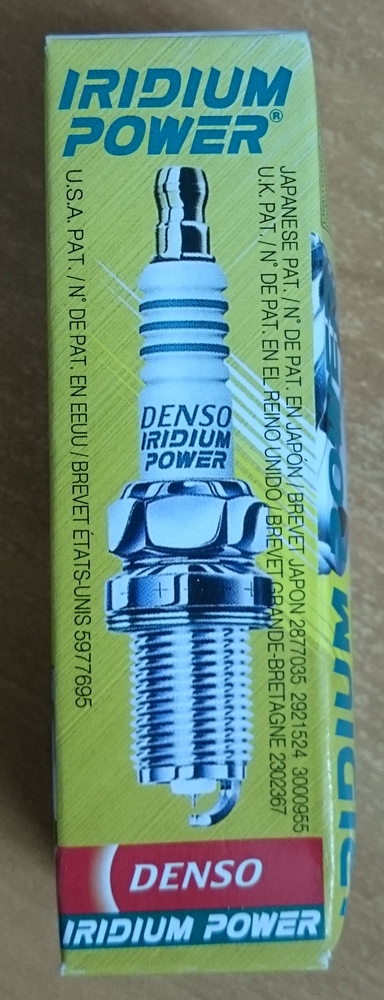 IRIDIUM
POWER®
U.S.A. PAT. / N° DE PAT. EN EEUU / BREVET ÉTATS-UNIS 5977695
JAPANESE PAT. / N° DE PAT. EN JAPÓN / BREVET JAPON 2877035 2921524 3000955
U.K. PAT. / N° DE PAT. EN EL REINO UNIDO / BREVET GRANDE-BRETAGNE 2302367
DENSO
IRIDIUM
POWER
DENSO
IRIDIUM POWER